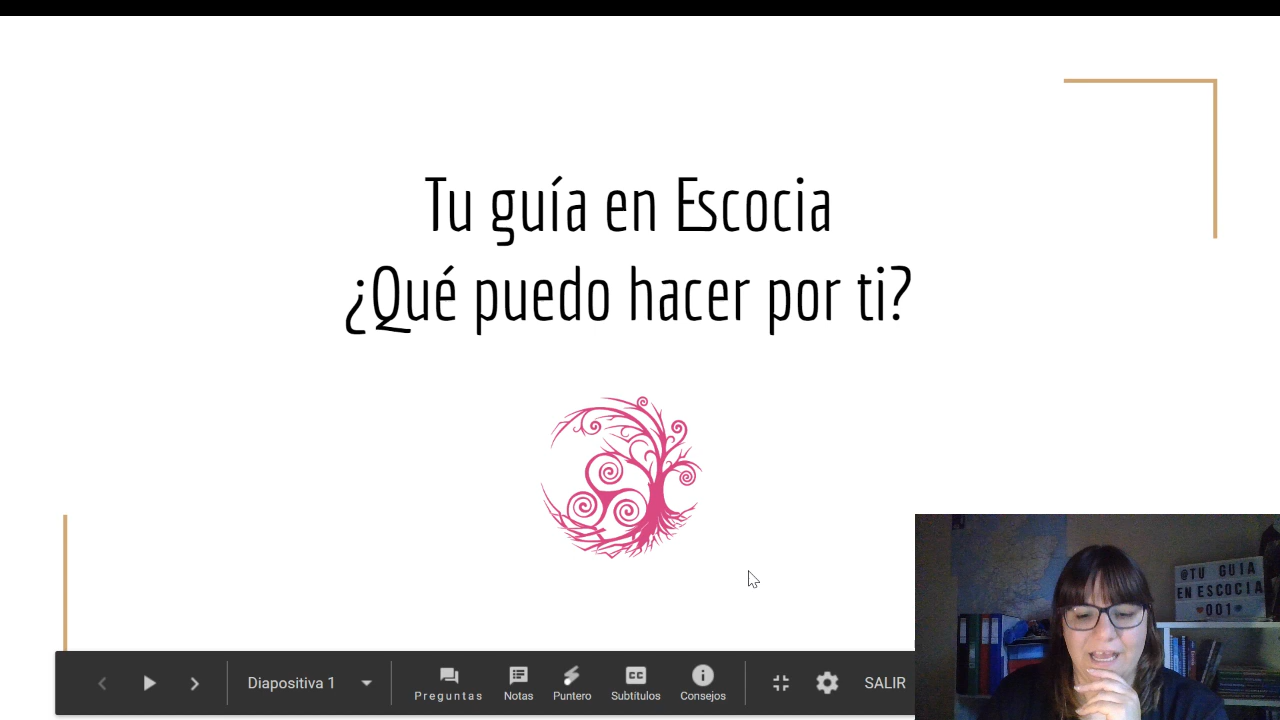 Tu guía en Escocia
¿Qué puedo hacer por ti?
@TU GUIA
EN ESCOCIA
001
Diapositiva 1
Preguntas
Notas
Puntero
CC
Subtítulos
Consejos
SALIR